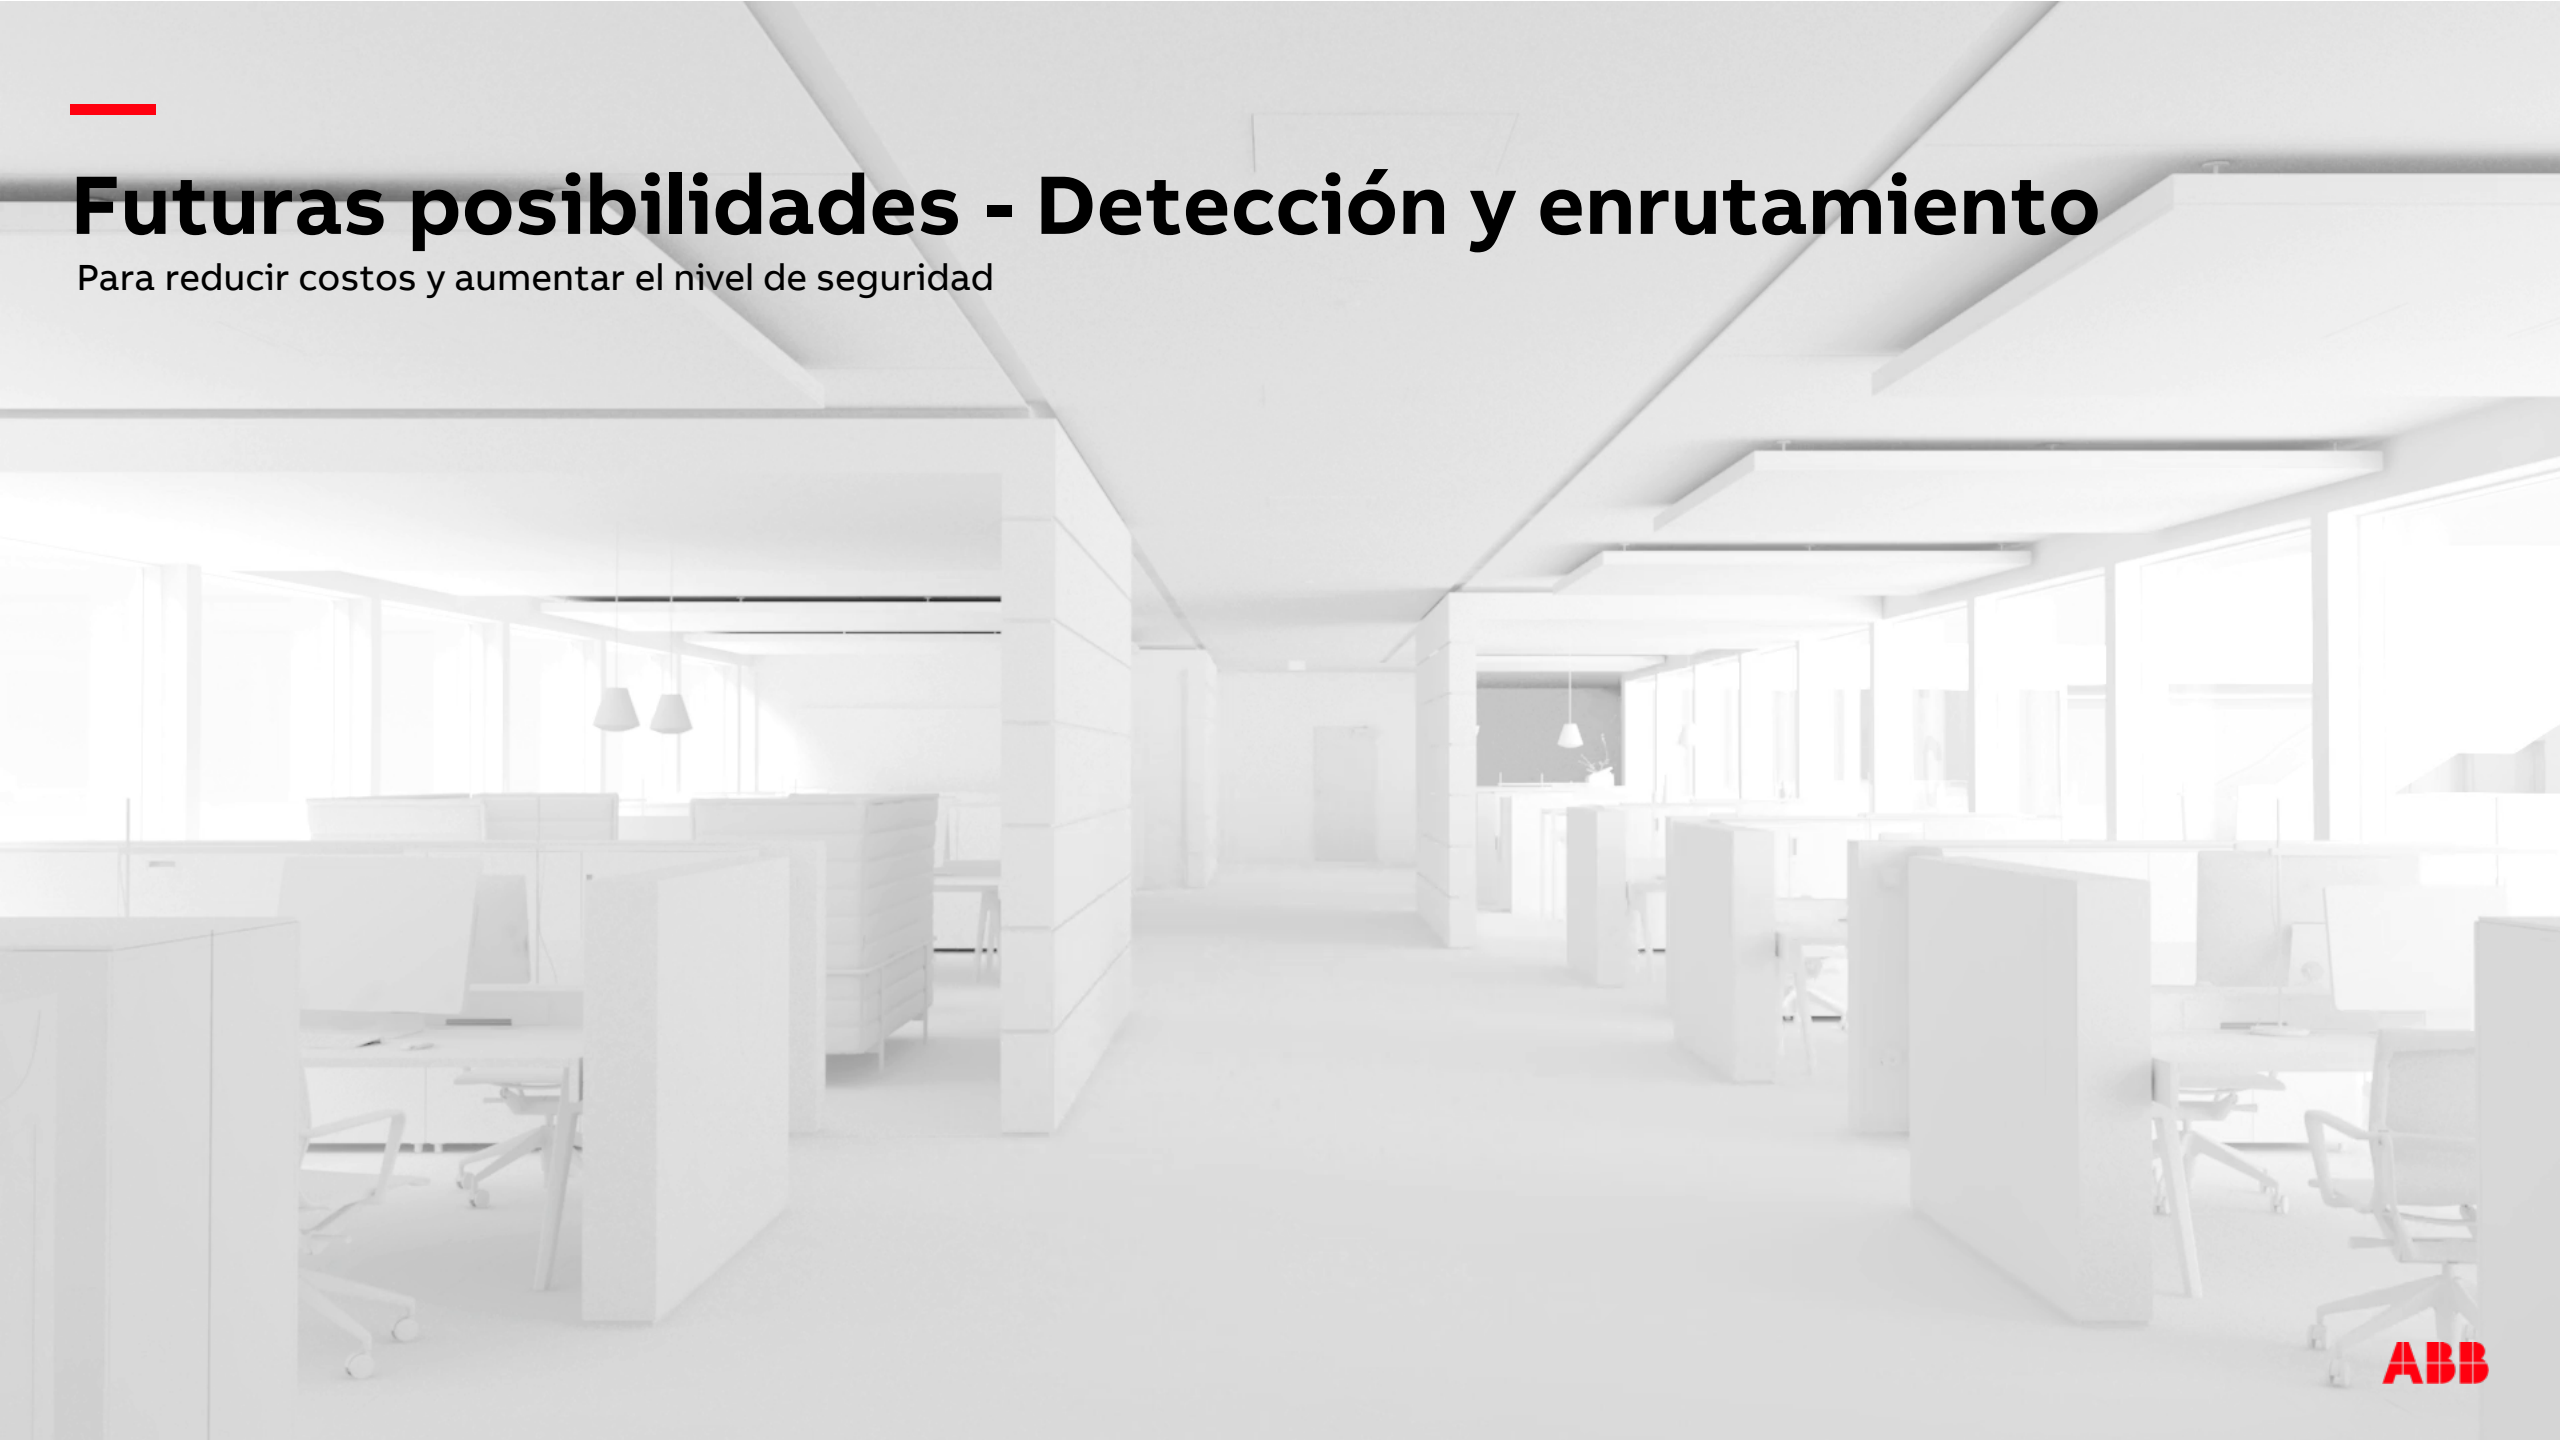 Futuras posibilidades - Detección y enrutamiento
Para reducir costos y aumentar el nivel de seguridad
ABB